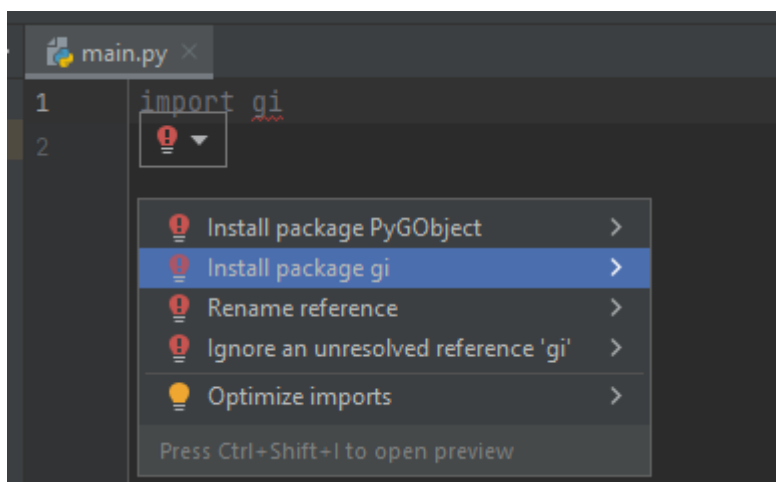 main.py
1 import gi
2
Install package PyGObject
Install package gi
Rename reference
Ignore an unresolved reference 'gi'
Optimize imports
Press Ctrl+Shift+I to open preview